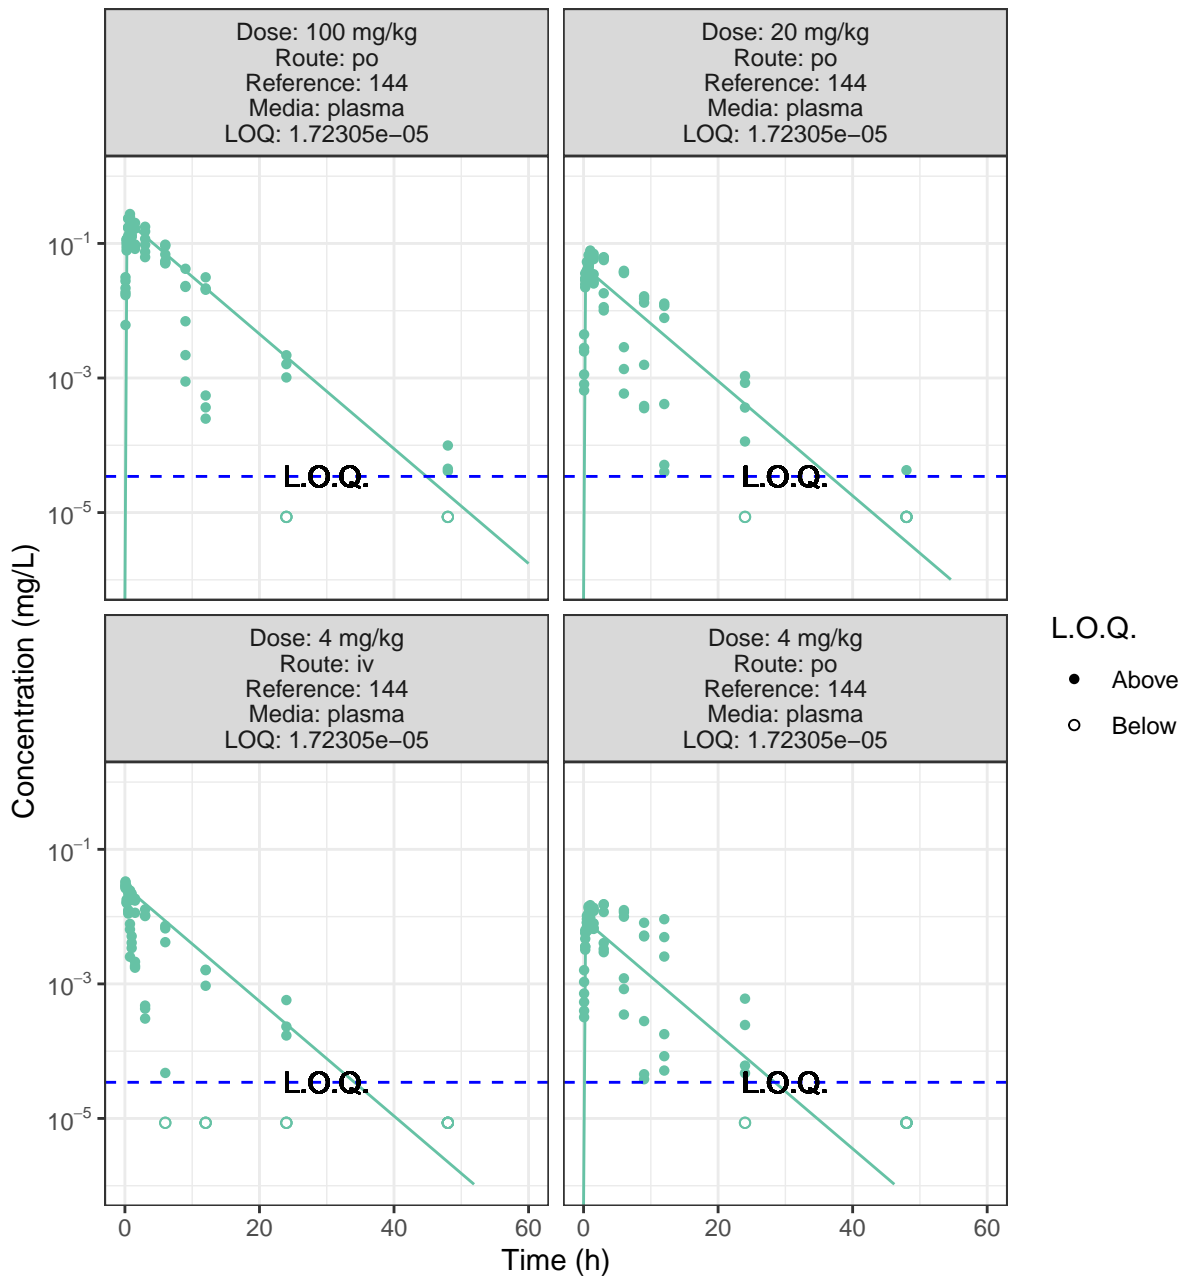 Dose: 100 mg/kg
Route: po
Reference: 144
Media: plasma
LOQ: 1.72305e−05
Dose: 20 mg/kg
Route: po
Reference: 144
Media: plasma
LOQ: 1.72305e−05
10−1
10−3
10−5
L.O.Q.
L.O.Q.
Dose: 4 mg/kg
Route: iv
Reference: 144
Media: plasma
LOQ: 1.72305e−05
Dose: 4 mg/kg
Route: po
Reference: 144
Media: plasma
LOQ: 1.72305e−05
10−1
10−3
10−5
L.O.Q.
L.O.Q.
0 20 40 60
0 20 40 60
Time (h)
Concentration (mg/L)
L.O.Q.
Above
Below